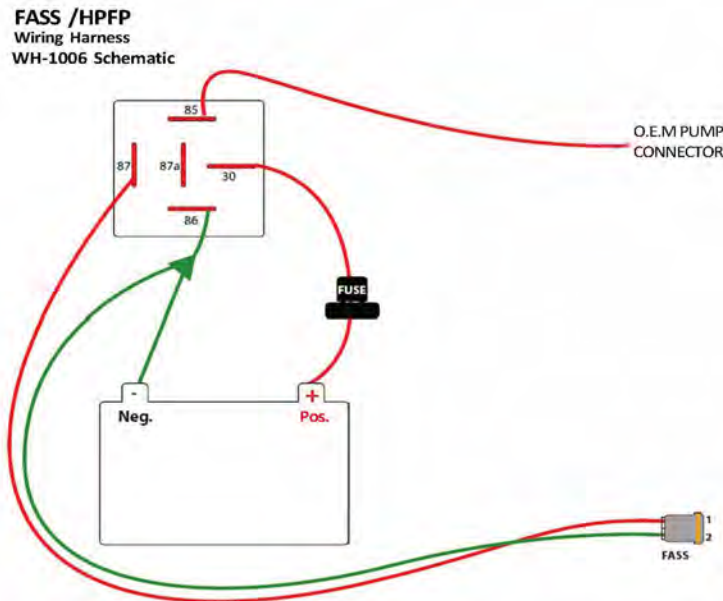 FASS /HPFP
Wiring Harness
WH-1006 Schematic
85
O.E.M PUMP
CONNECTOR
87
87a
30
86
FUSE
-
+
Neg.
Pos.
1
2
FASS